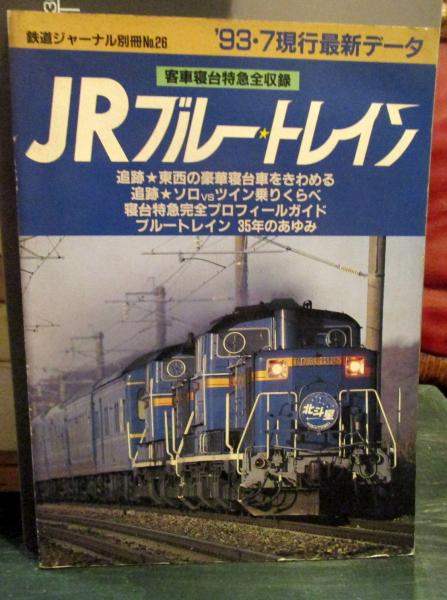 鉄道ジャーナル別冊No.26
'93・7現行最新データ
客車寝台特急全収録
JRブルー★トレイン
追跡★東西の豪華寝台車をきわめる
追跡★ソロvsツイン乗りくらべ
寝台特急完全プロフィールガイド
ブルートレイン 35年のあゆみ
北斗星